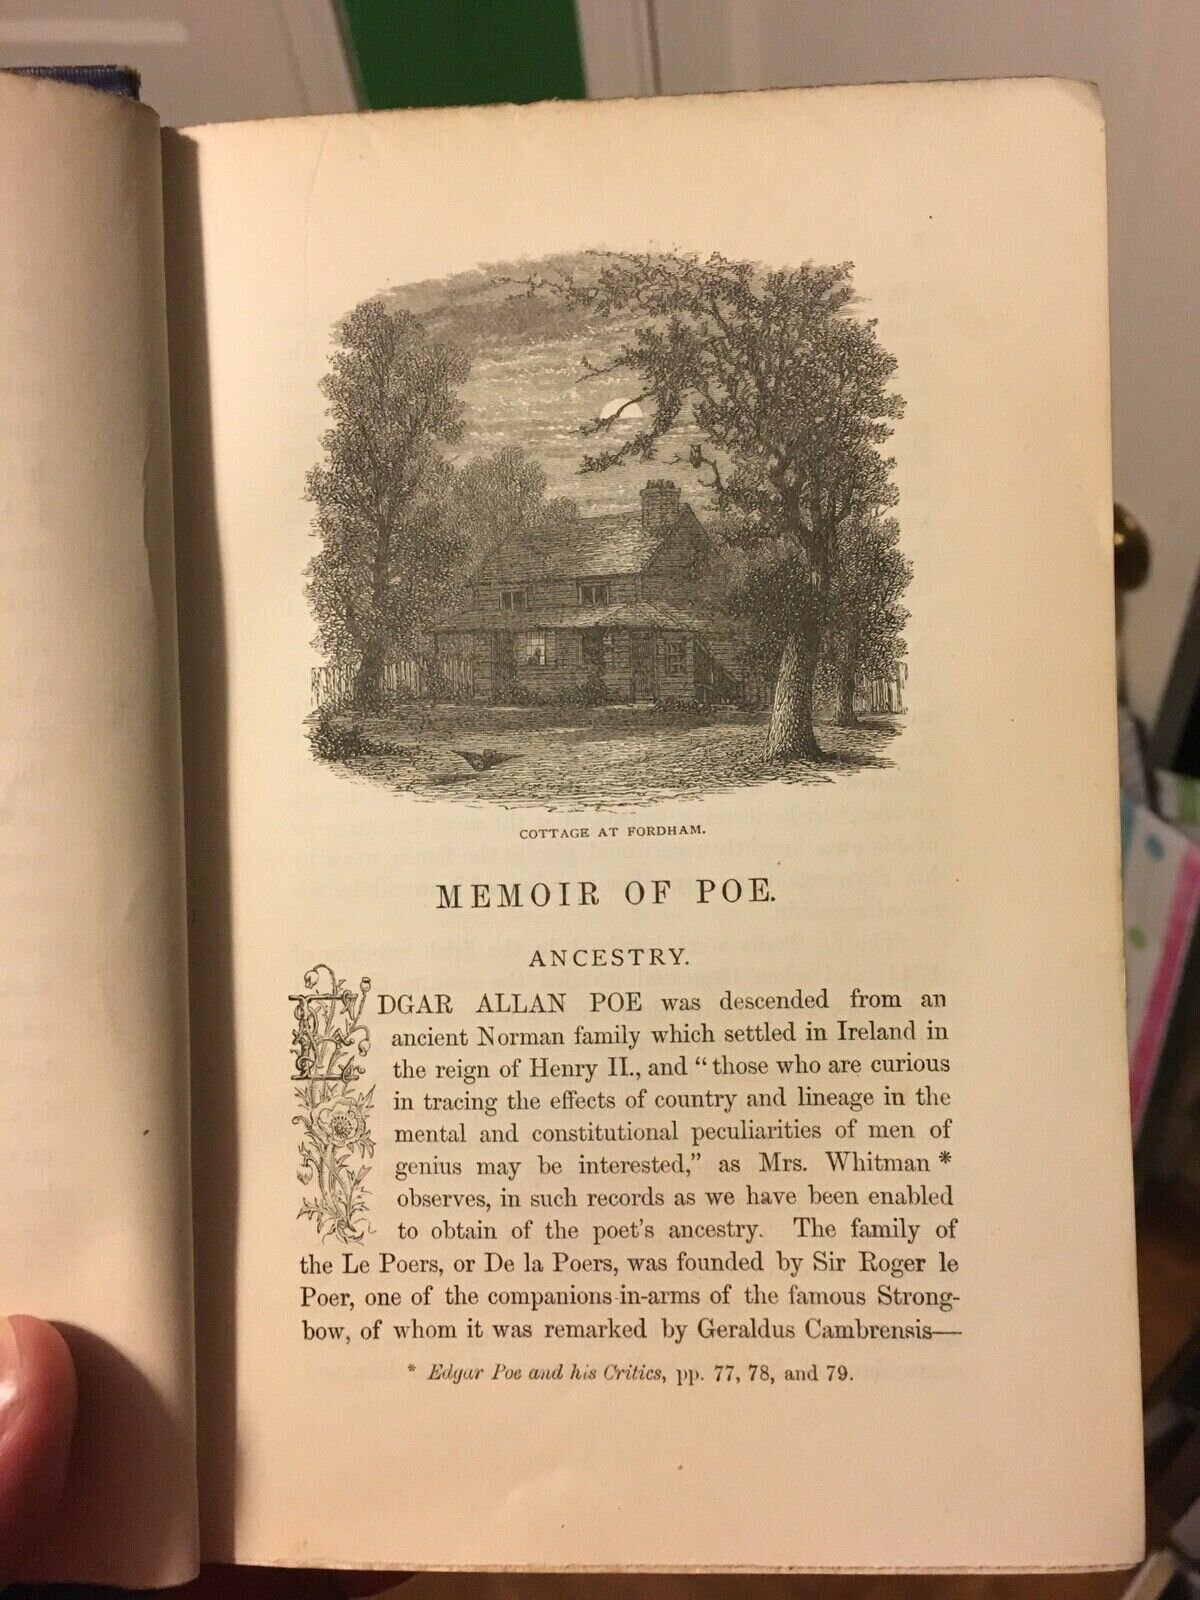 COTTAGE AT FORDHAM.
MEMOIR OF POE.
ANCESTRY.
EDGAR ALLAN POE was descended from an
ancient Norman family which settled in Ireland in
the reign of Henry II., and “those who are curious
in tracing the effects of country and lineage in the
mental and constitutional peculiarities of men of
genius may be interested,” as Mrs. Whitman *
observes, in such records as we have been enabled
to obtain of the poet's ancestry. The family of
the Le Poers, or De la Poers, was founded by Sir Roger le
Poer, one of the companions-in-arms of the famous Strong-
bow, of whom it was remarked by Geraldus Cambrensis—
* Edgar Poe and his Critics, pp. 77, 78, and 79.